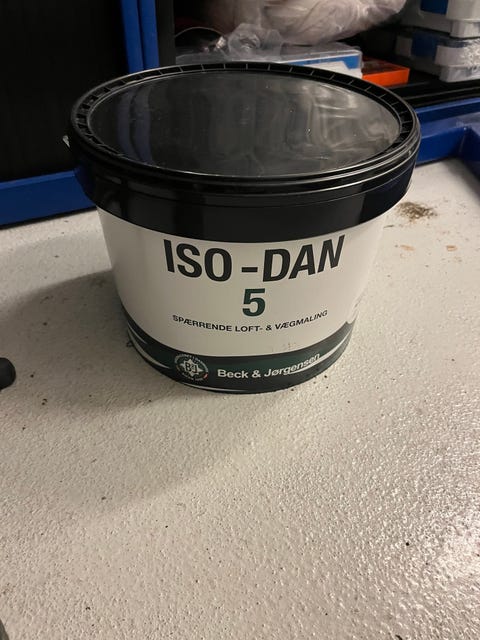 ISO-DAN
5
SPÆRRENDE LOFT- & VÆGMALING
Beck & Jørgensen